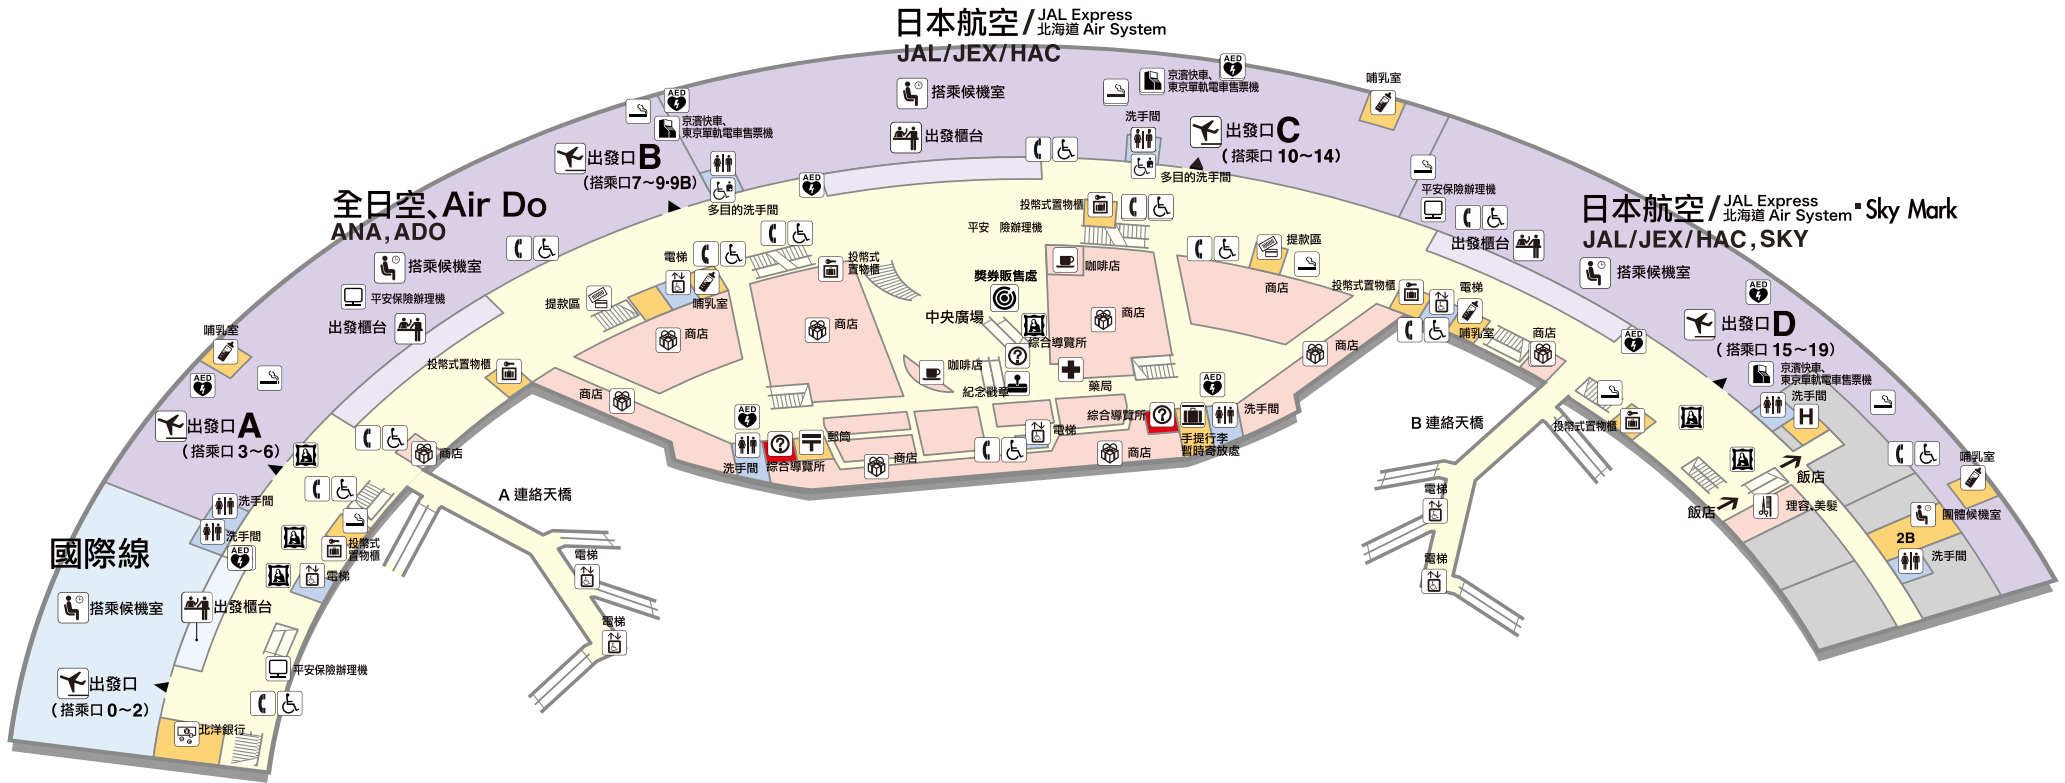 日本航空/JAL Express
北海道 Air System
JAL/JEX/HAC
搭乘候機室
出發櫃台
京濱快車、
東京單軌電車售票機
AED
哺乳室
洗手間
出發口C
(搭乘口 10~14)
多目的洗手間
AED
京濱快車、
東京單軌電車售票機
出發口B
(搭乘口7~9·9B)
多目的洗手間
AED
全日空、Air Do
ANA,ADO
搭乘候機室
平安保險辦理機
出發櫃台
哺乳室
AED
出發口A
(搭乘口 3~6)
投幣式置物櫃
提款區
電梯
哺乳室
商店
投幣式
置物櫃
商店
投幣式置物櫃
平安　險辦理機
獎券販售處
中央廣場
綜合導覽所
咖啡店
紀念戳章
咖啡店
商店
藥局
提款區
商店
投幣式置物櫃
電梯
哺乳室
商店
商店
平安保險辦理機
出發櫃台
日本航空/JAL Express
北海道 Air System・Sky Mark
JAL/JEX/HAC,SKY
搭乘候機室
AED
出發口D
(搭乘口 15~19)
京濱快車、
東京單軌電車售票機
洗手間
H
AED
投幣式置物櫃
飯店
飯店
理容、美髮
哺乳室
團體候機室
2B
洗手間
商店
AED
洗手間
綜合導覽所
郵筒
商店
電梯
商店
綜合導覽所
手提行李
暫時寄放處
AED
洗手間
B 連絡天橋
電梯
電梯
商店
A 連絡天橋
電梯
電梯
洗手間
洗手間
AED
投幣式
置物櫃
電梯
國際線
搭乘候機室
出發櫃台
出發口
(搭乘口 0~2)
平安保險辦理機
北洋銀行